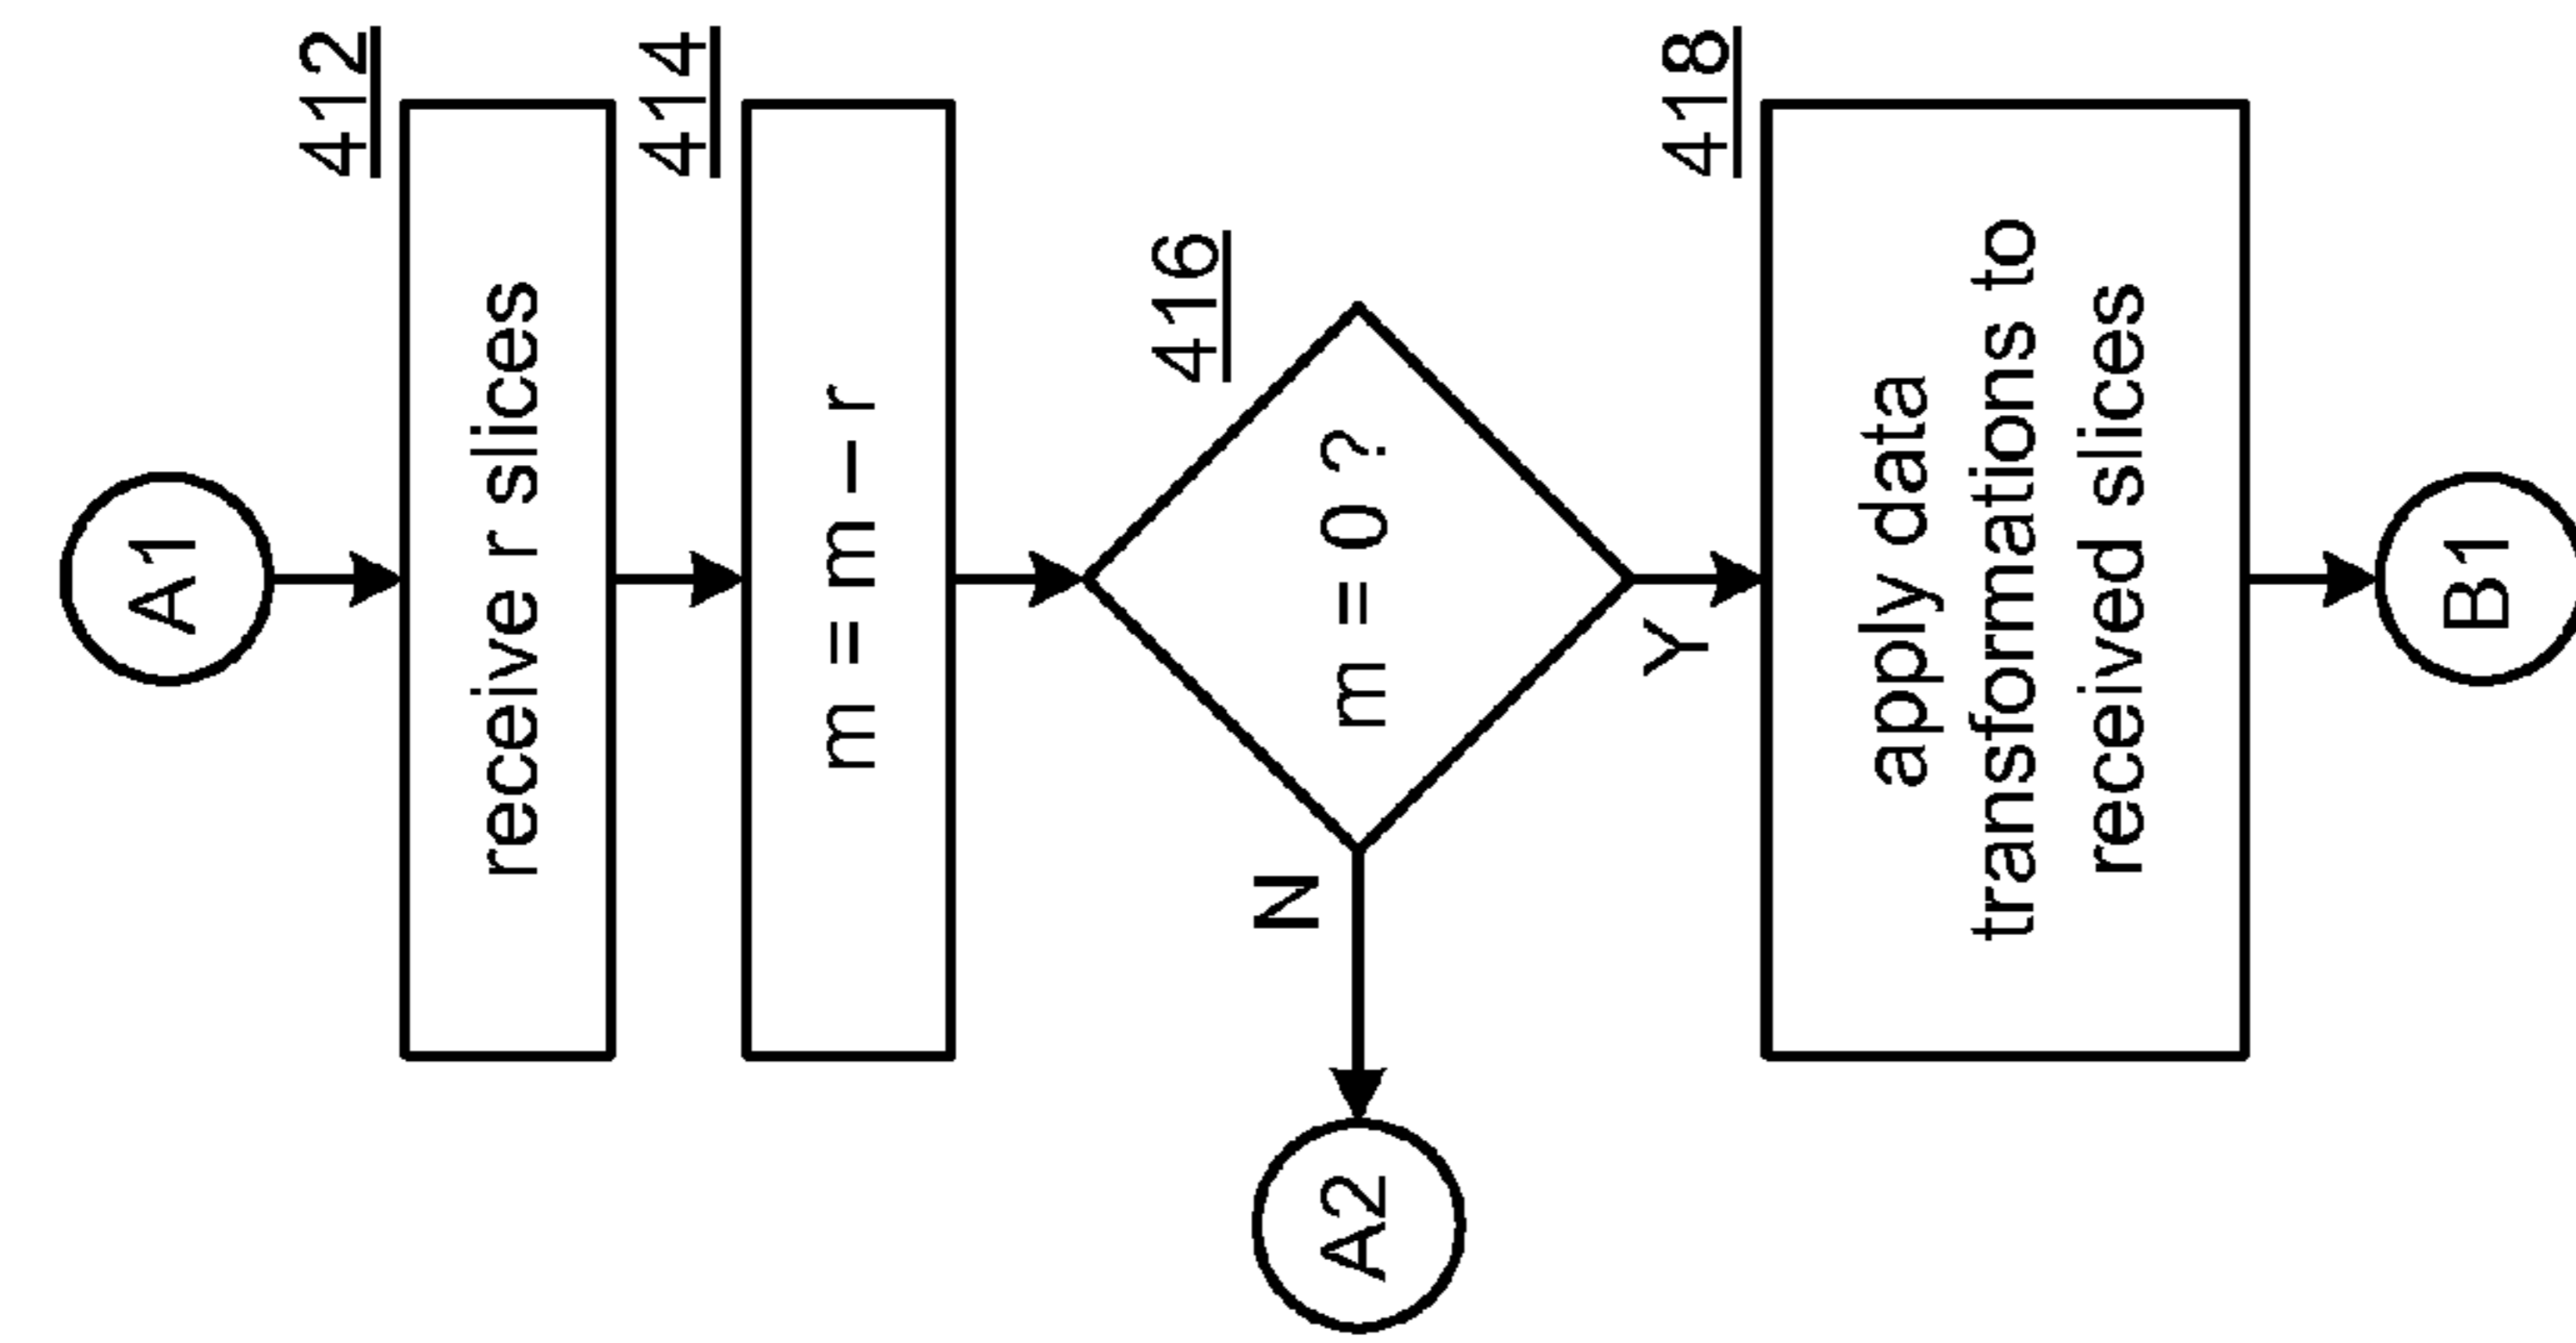 A1
412
receive r slices
414
m = m – r
416
m = 0 ?
N
A2
Y
418
apply data
transformations to
received slices
B1